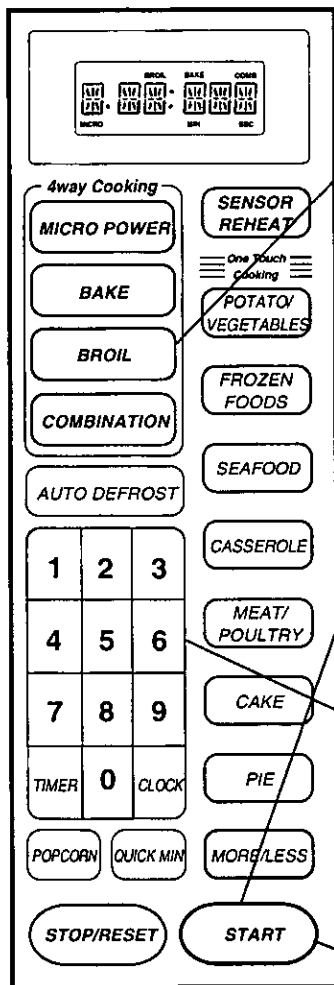 BROIL BAKE COMB
MICRO MIN SEC
4way Cooking
MICRO POWER
BAKE
BROIL
COMBINATION
AUTO DEFROST
1 2 3
4 5 6
7 8 9
TIMER 0 CLOCK
POPCORN QUICK MIN
STOP/RESET
SENSOR
REHEAT
One Touch
Cooking
POTATO/
VEGETABLES
FROZEN
FOODS
SEAFOOD
CASSEROLE
MEAT/
POULTRY
CAKE
PIE
MORE/LESS
START